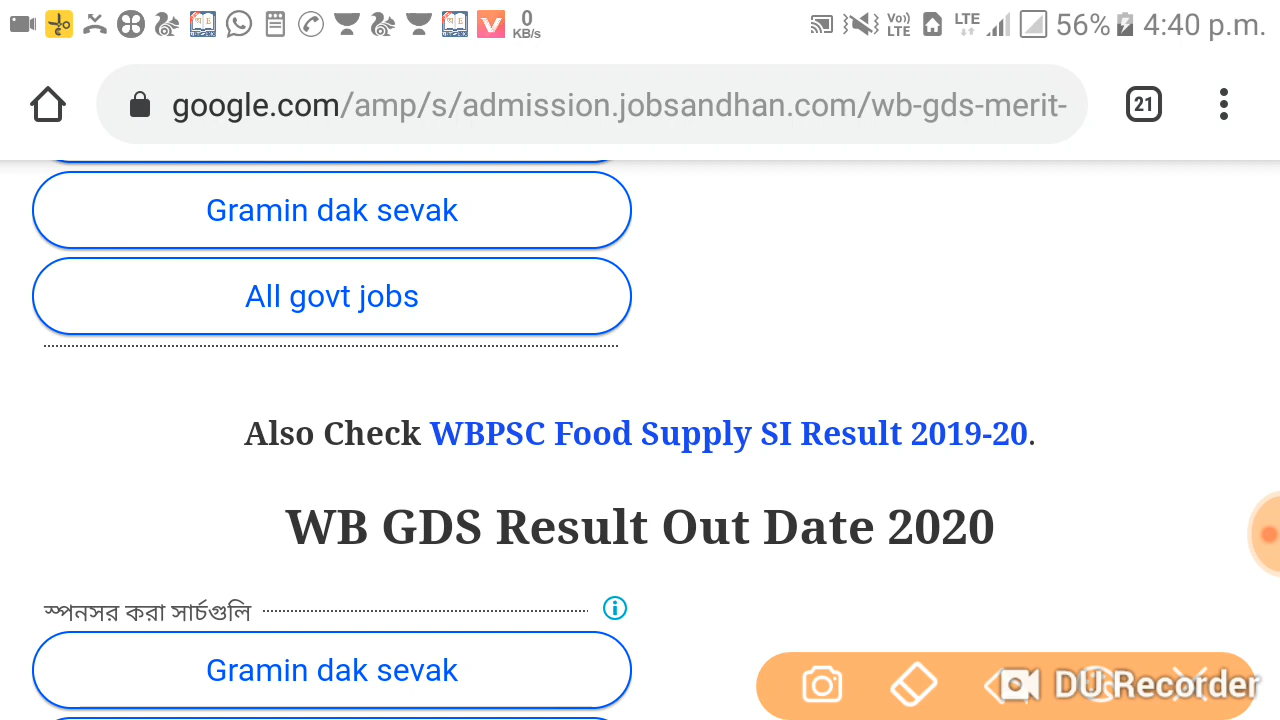 0
KB/s
Vo))
LTE
LTE
56%
4:40 p.m.
google.com/amp/s/admission.jobsandhan.com/wb-gds-merit-
21
Gramin dak sevak
All govt jobs
Also Check WBPSC Food Supply SI Result 2019-20.
WB GDS Result Out Date 2020
স্পনসর করা সার্চগুলি
Gramin dak sevak
DU Recorder